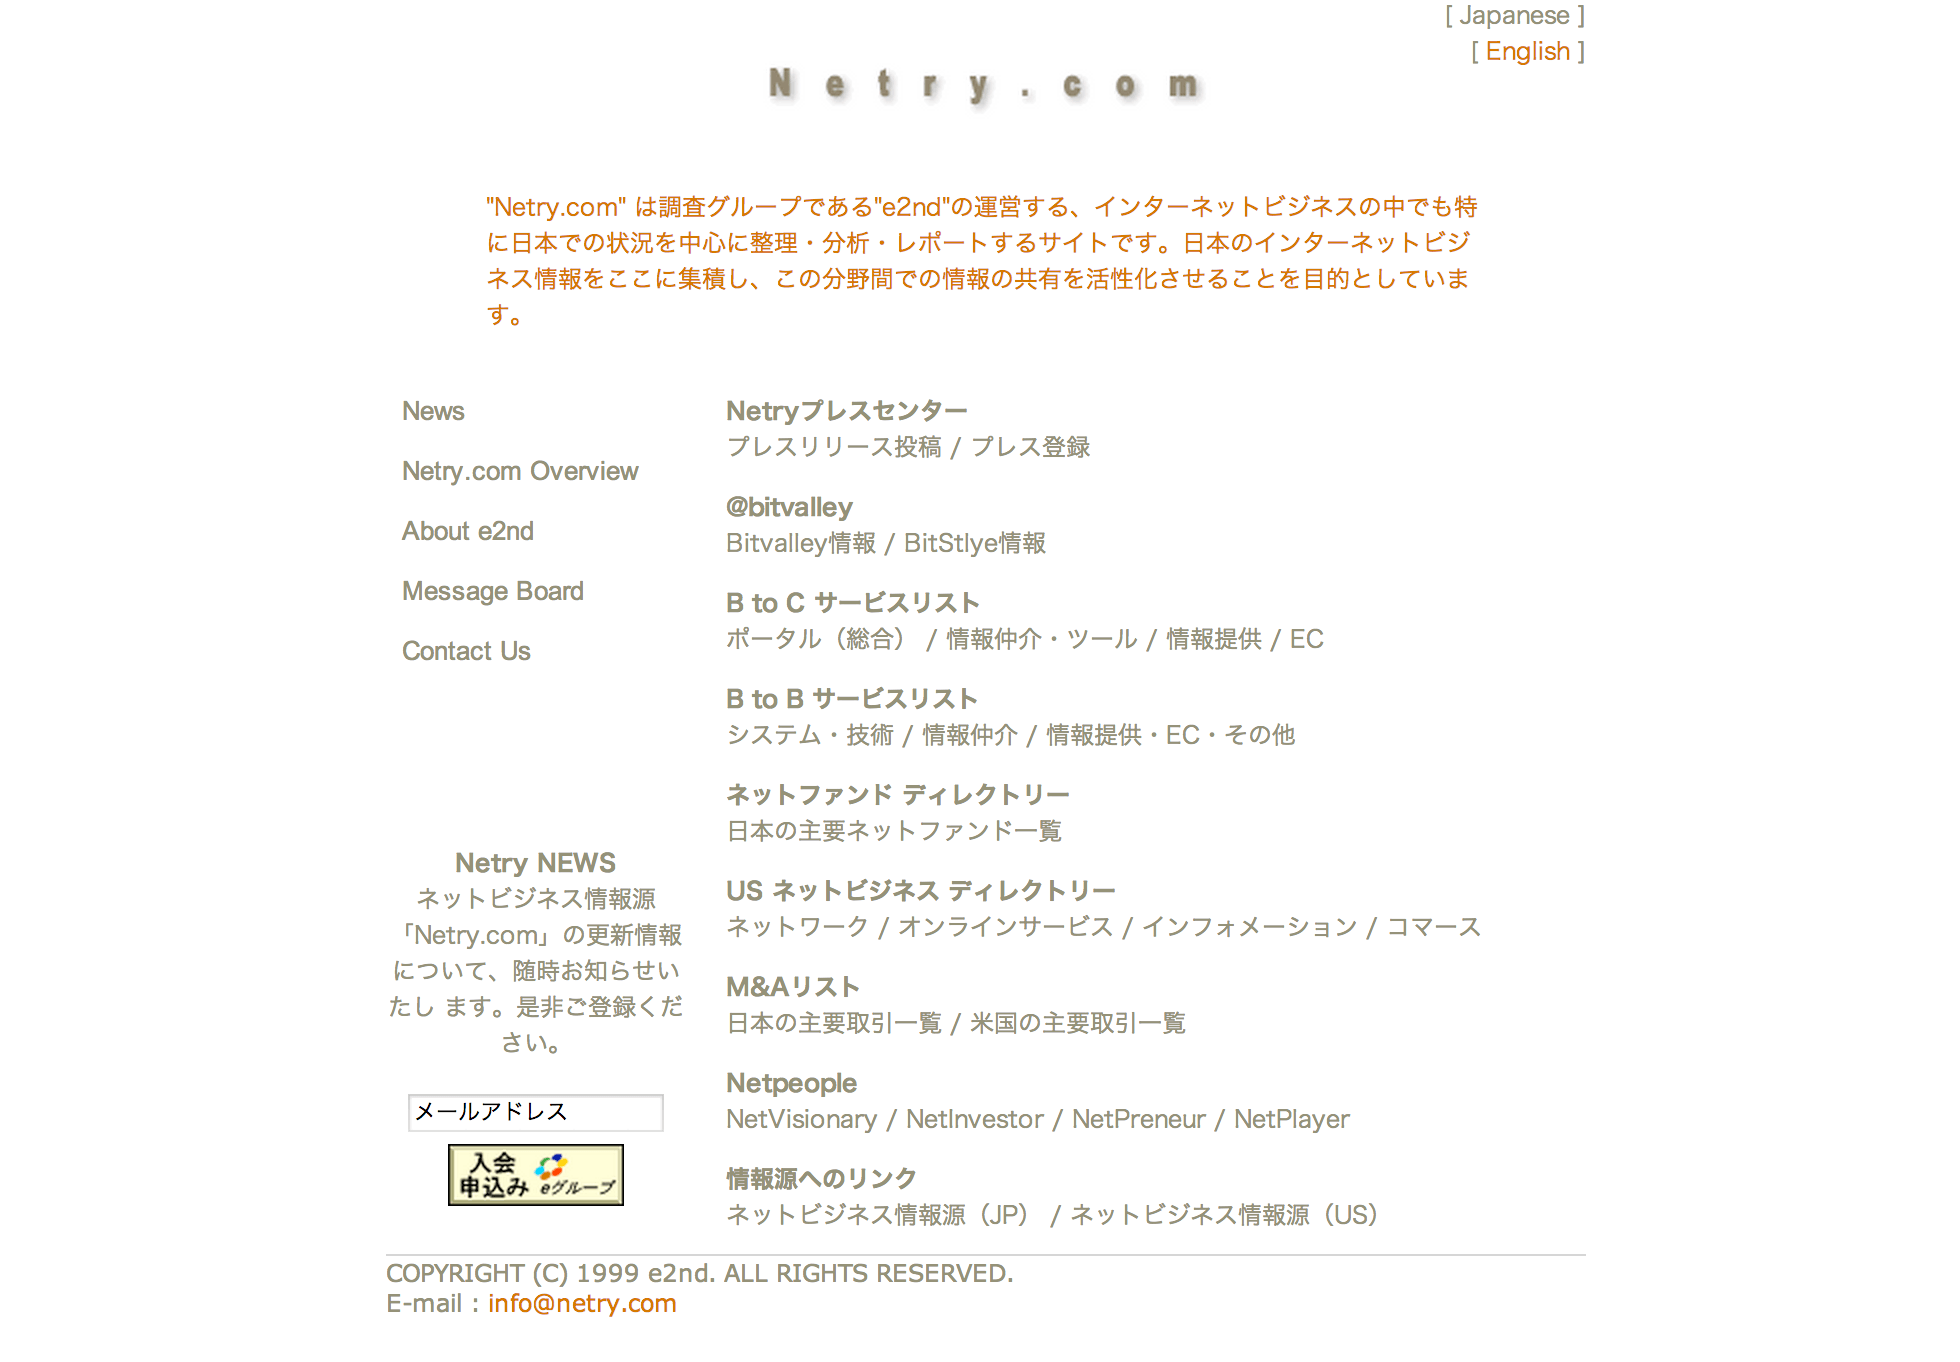 [ Japanese ]
[ English ]
Netry.com
"Netry.com" は調査グループである"e2nd"の運営する、インターネットビジネスの中でも特
に日本での状況を中心に整理・分析・レポートするサイトです。日本のインターネットビジ
ネス情報をここに集積し、この分野間での情報の共有を活性化させることを目的としていま
す。
News
Netry.com Overview
About e2nd
Message Board
Contact Us
Netry NEWS
ネットビジネス情報源
「Netry.com」の更新情報
について、随時お知らせい
たし ます。是非ご登録くだ
さい。
メールアドレス
入会
申込み eグループ
Netryプレスセンター
プレスリリース投稿 / プレス登録
@bitvalley
Bitvalley情報 / BitStlye情報
B to C サービスリスト
ポータル（総合） / 情報仲介・ツール / 情報提供 / EC
B to B サービスリスト
システム・技術 / 情報仲介 / 情報提供・EC・その他
ネットファンド ディレクトリー
日本の主要ネットファンド一覧
US ネットビジネス ディレクトリー
ネットワーク / オンラインサービス / インフォメーション / コマース
M&Aリスト
日本の主要取引一覧 / 米国の主要取引一覧
Netpeople
NetVisionary / NetInvestor / NetPreneur / NetPlayer
情報源へのリンク
ネットビジネス情報源（JP） / ネットビジネス情報源（US）
COPYRIGHT (C) 1999 e2nd. ALL RIGHTS RESERVED.
E-mail : info@netry.com